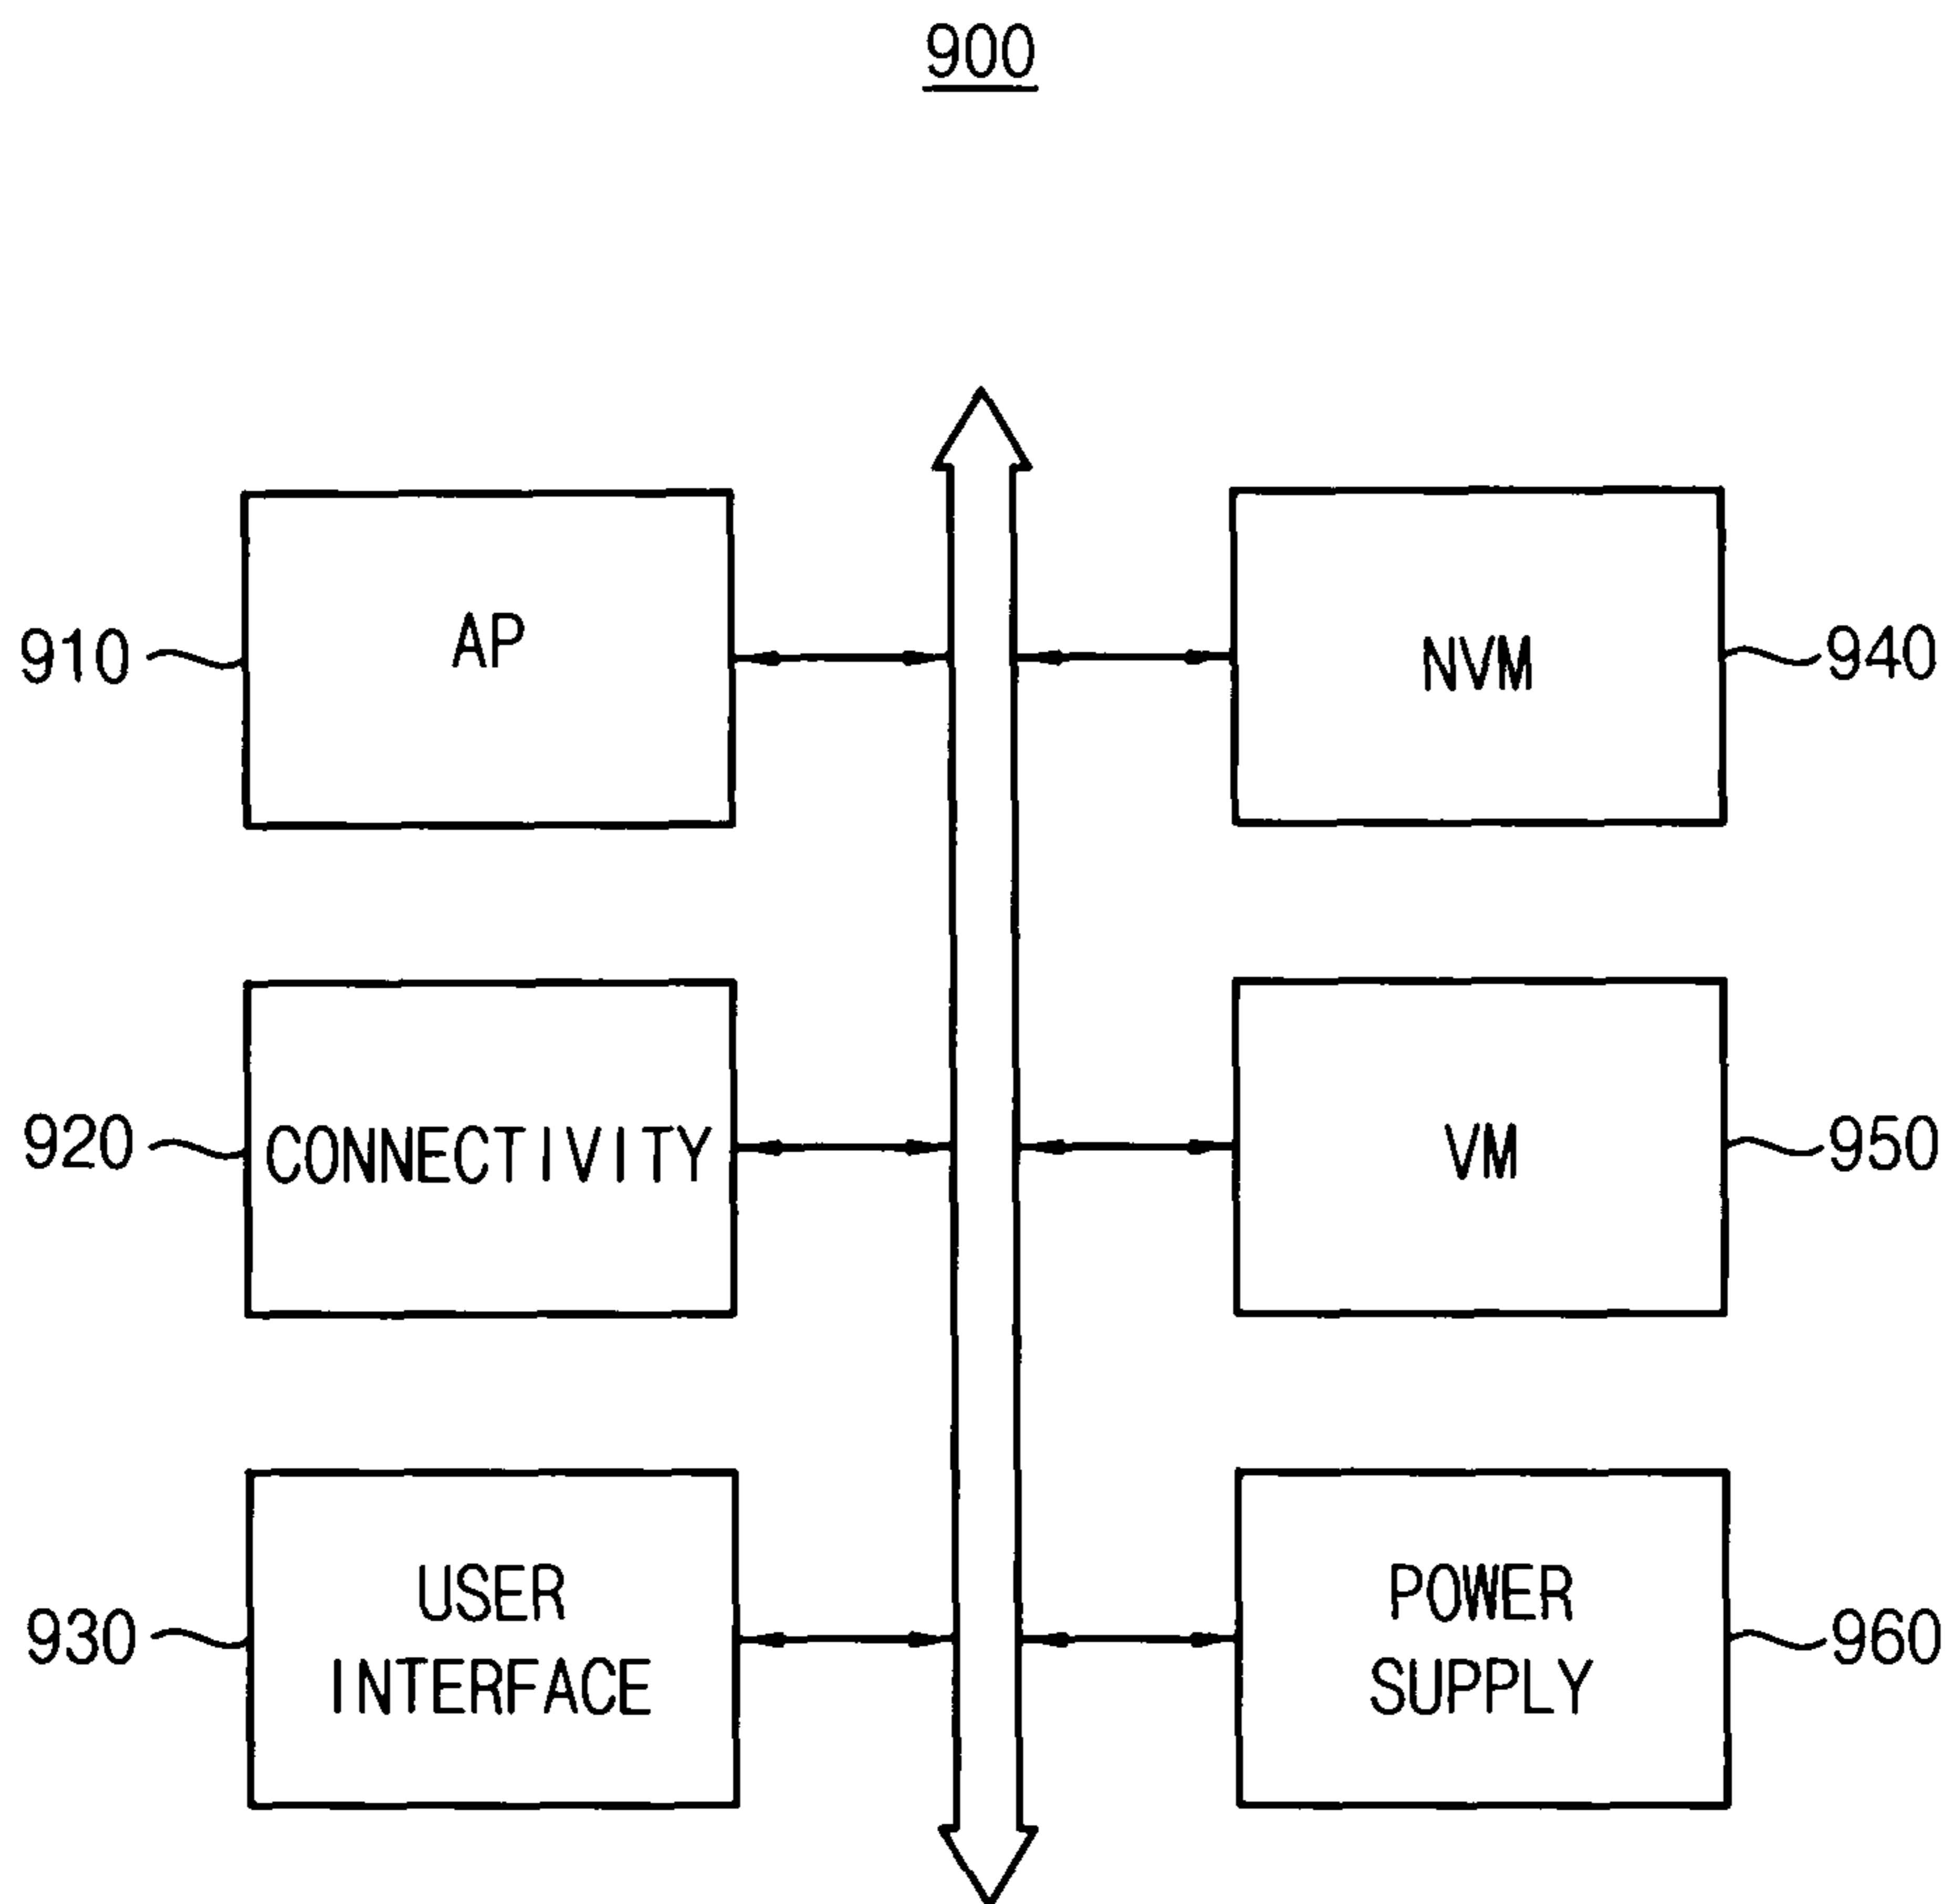 900
910
AP
NVM
940
920
CONNECTIVITY
VM
950
930
USER
INTERFACE
POWER
SUPPLY
960